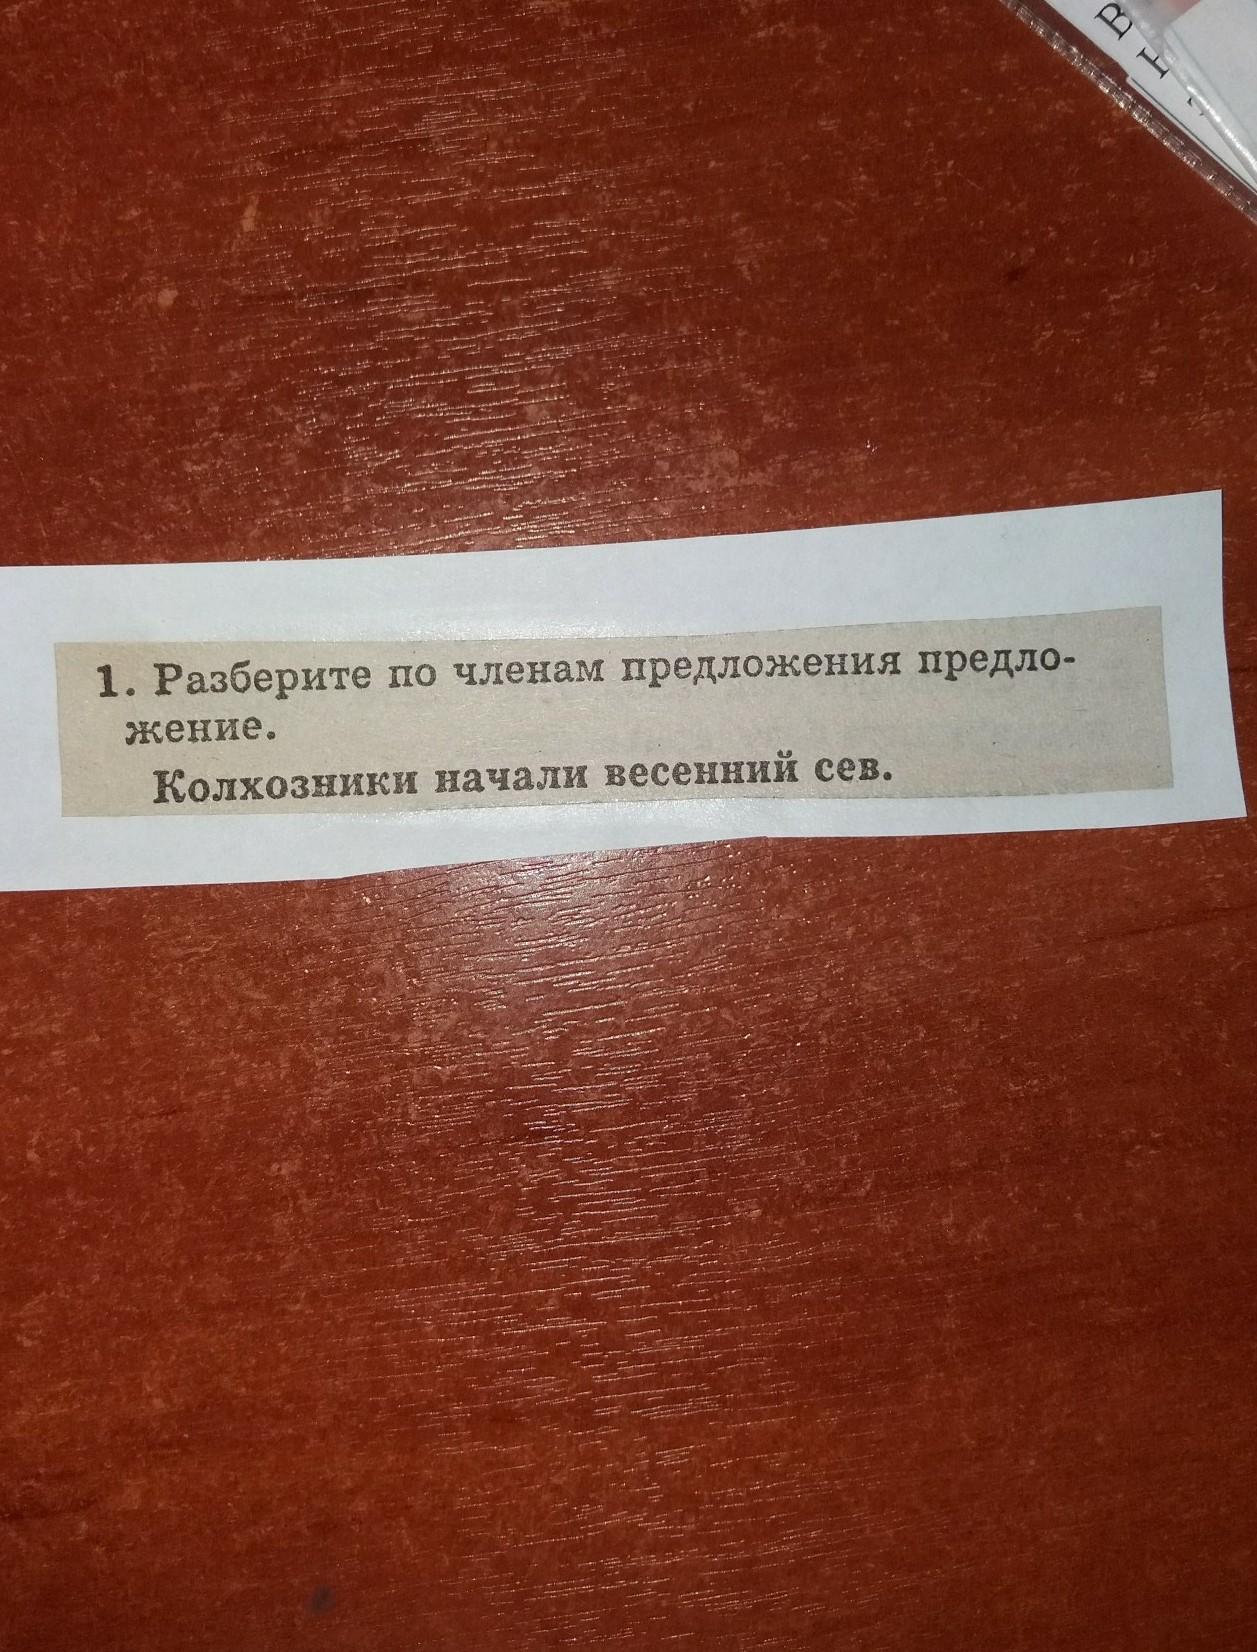 1. Разберите по членам предложения предло-
жение.
Колхозники начали весенний сев.